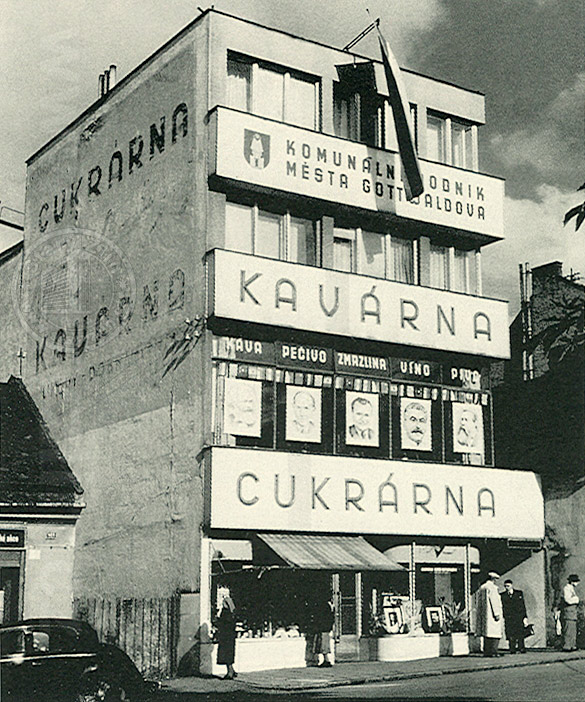 KOMUNÁLNÍ PODNIK
MĚSTA GOTTWALDOVA
CUKRÁRNA
KAVÁRNA
KAVÁRNA
KÁVA PEČIVO ZMRZLINA VÍNO PIVO
CUKRÁRNA